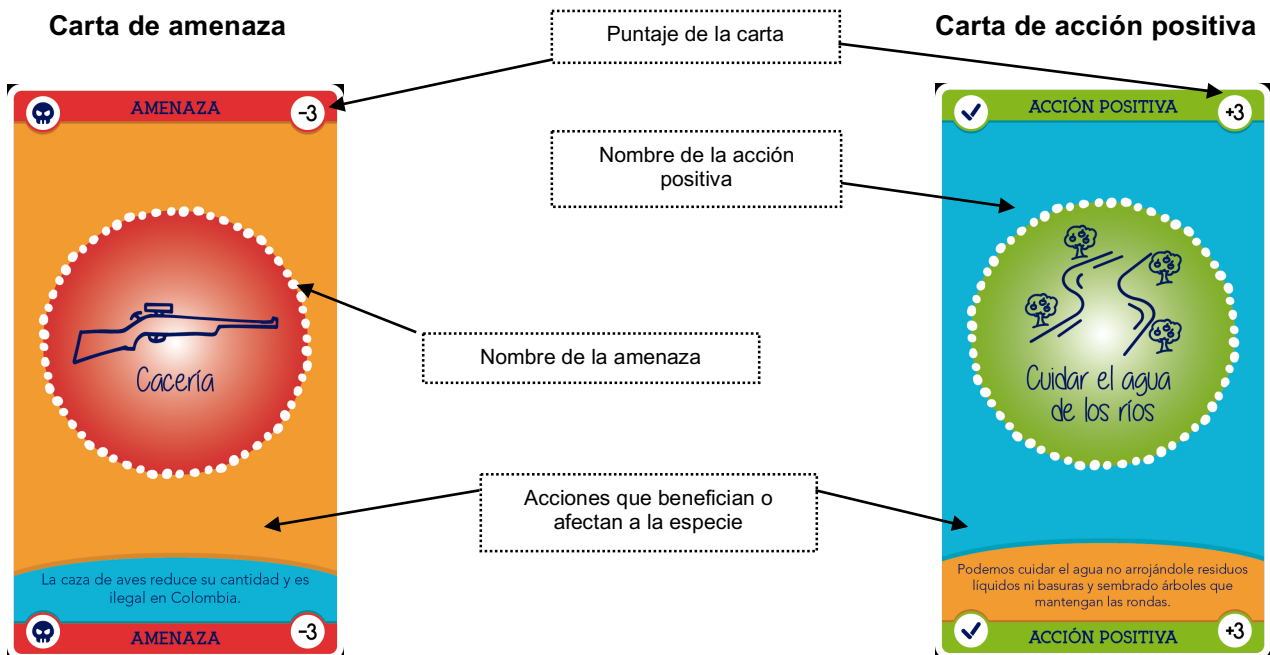 Carta de amenaza
Puntaje de la carta
Carta de acción positiva
AMENAZA
-3
ACCIÓN POSITIVA
+3
Nombre de la acción
positiva
Cacería
Nombre de la amenaza
Cuidar el agua
de los ríos
Acciones que benefician o
afectan a la especie
La caza de aves reduce su cantidad y es
ilegal en Colombia.
Podemos cuidar el agua no arrojándole residuos
líquidos ni basuras y sembrado árboles que
mantengan las rondas.
AMENAZA
-3
ACCIÓN POSITIVA
+3